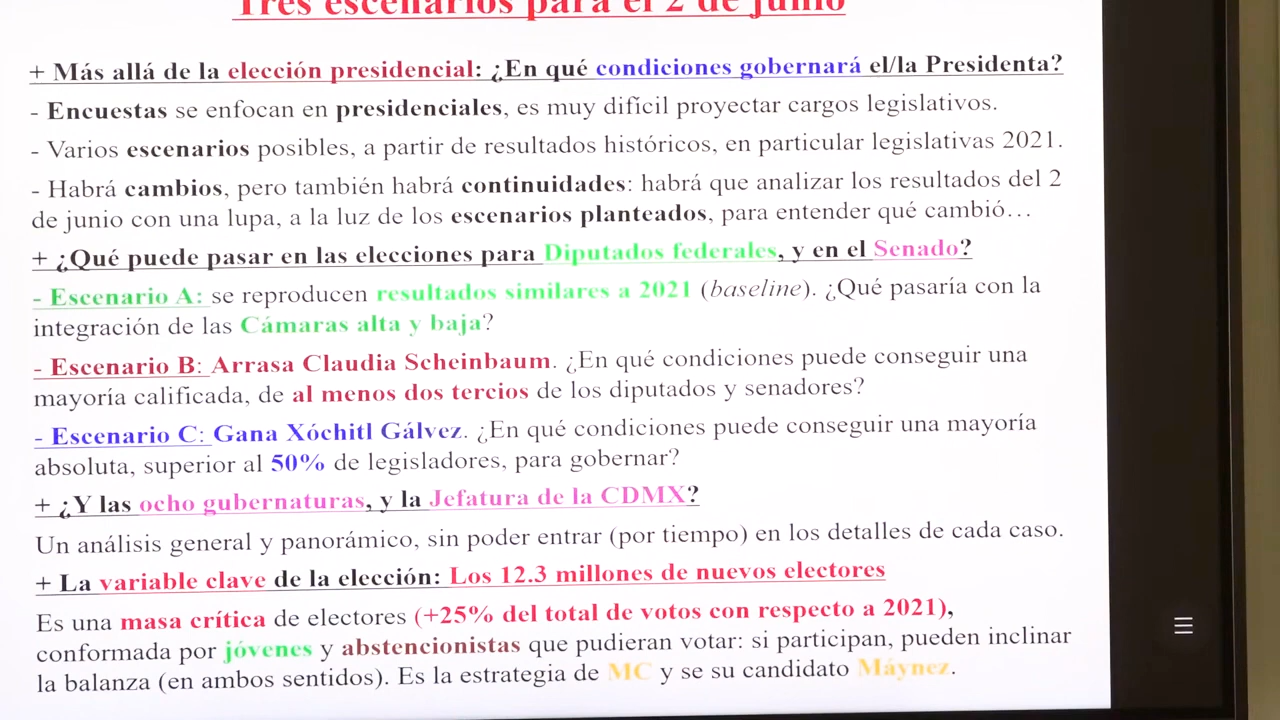 Tres escenarios para el 2 de junio
+ Más allá de la elección presidencial: ¿En qué condiciones gobernará el/la Presidenta?
- Encuestas se enfocan en presidenciales, es muy difícil proyectar cargos legislativos.
- Varios escenarios posibles, a partir de resultados históricos, en particular legislativas 2021.
- Habrá cambios, pero también habrá continuidades: habrá que analizar los resultados del 2
de junio con una lupa, a la luz de los escenarios planteados, para entender qué cambió…
+ ¿Qué puede pasar en las elecciones para Diputados federales, y en el Senado?
- Escenario A: se reproducen resultados similares a 2021 (baseline). ¿Qué pasaría con la
integración de las Cámaras alta y baja?
- Escenario B: Arrasa Claudia Scheinbaum. ¿En qué condiciones puede conseguir una
mayoría calificada, de al menos dos tercios de los diputados y senadores?
- Escenario C: Gana Xóchitl Gálvez. ¿En qué condiciones puede conseguir una mayoría
absoluta, superior al 50% de legisladores, para gobernar?
+ ¿Y las ocho gubernaturas, y la Jefatura de la CDMX?
Un análisis general y panorámico, sin poder entrar (por tiempo) en los detalles de cada caso.
+ La variable clave de la elección: Los 12.3 millones de nuevos electores
Es una masa crítica de electores (+25% del total de votos con respecto a 2021),
conformada por jóvenes y abstencionistas que pudieran votar: si participan, pueden inclinar
la balanza (en ambos sentidos). Es la estrategia de MC y se su candidato Máynez.